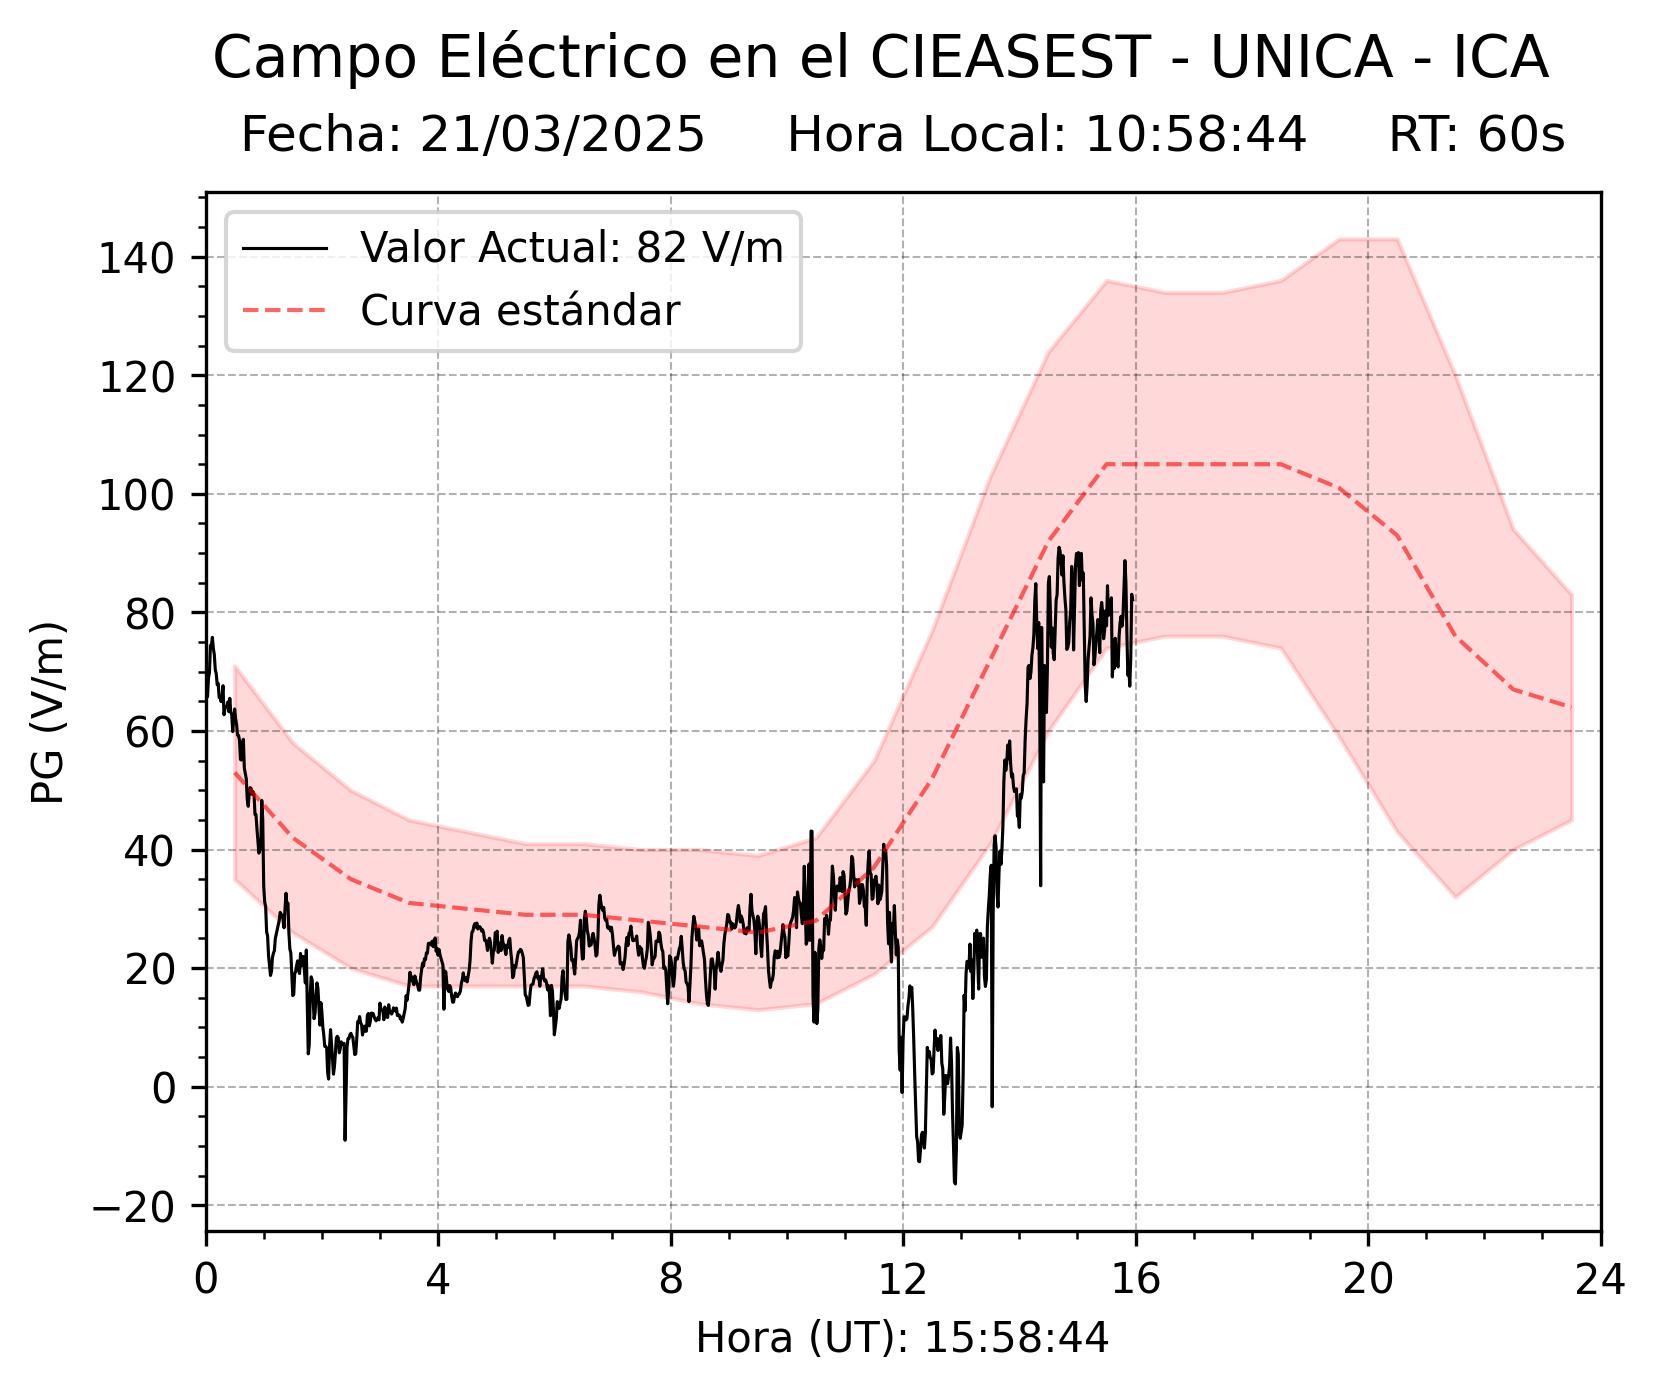 Campo Eléctrico en el CIEASEST - UNICA - ICA
Fecha: 21/03/2025 Hora Local: 10:58:44 RT: 60s
Valor Actual: 82 V/m
Curva estándar
140
120
100
80
60
40
20
0
−20
PG (V/m)
0 4 8 12 16 20 24
Hora (UT): 15:58:44